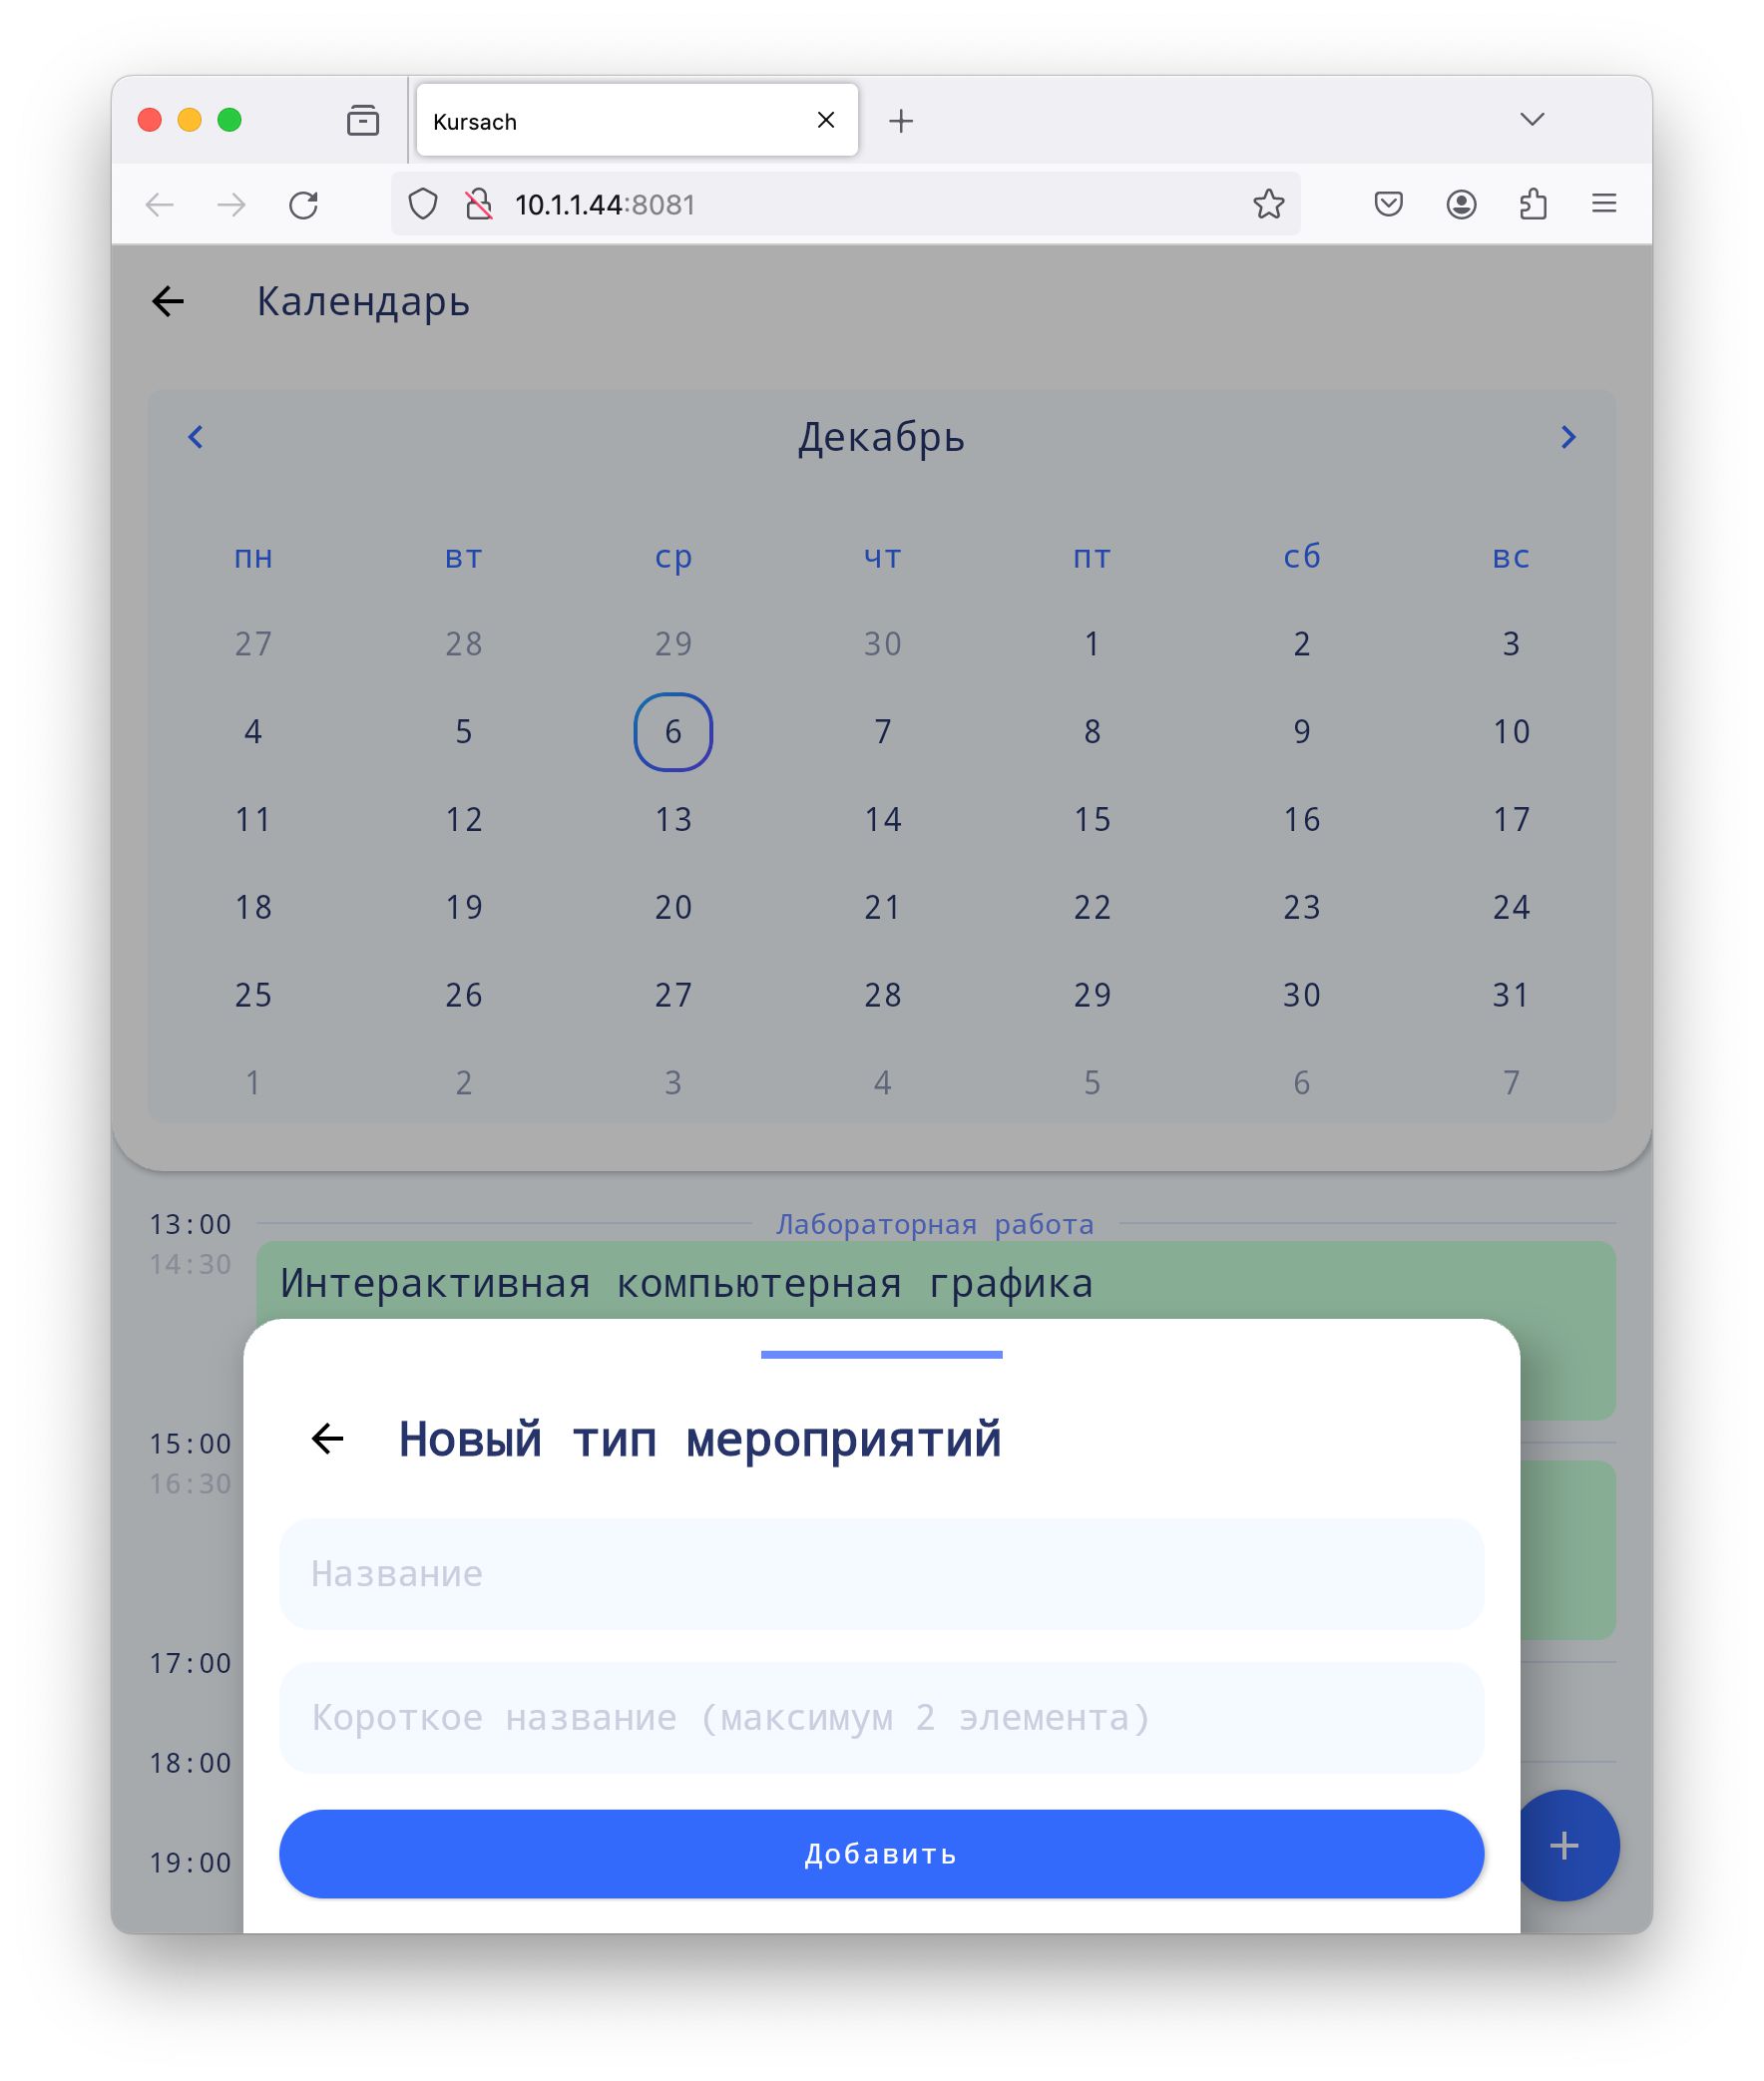 Kursach
10.1.1.44:8081
Календарь
Декабрь
пн вт ср чт пт сб вс
27 28 29 30 1 2 3
4 5 6 7 8 9 10
11 12 13 14 15 16 17
18 19 20 21 22 23 24
25 26 27 28 29 30 31
1 2 3 4 5 6 7
13:00 Лабораторная работа
14:30
Интерактивная компьютерная графика
15:00
16:30
17:00
18:00
19:00
Новый тип мероприятий
Название
Короткое название (максимум 2 элемента)
Добавить